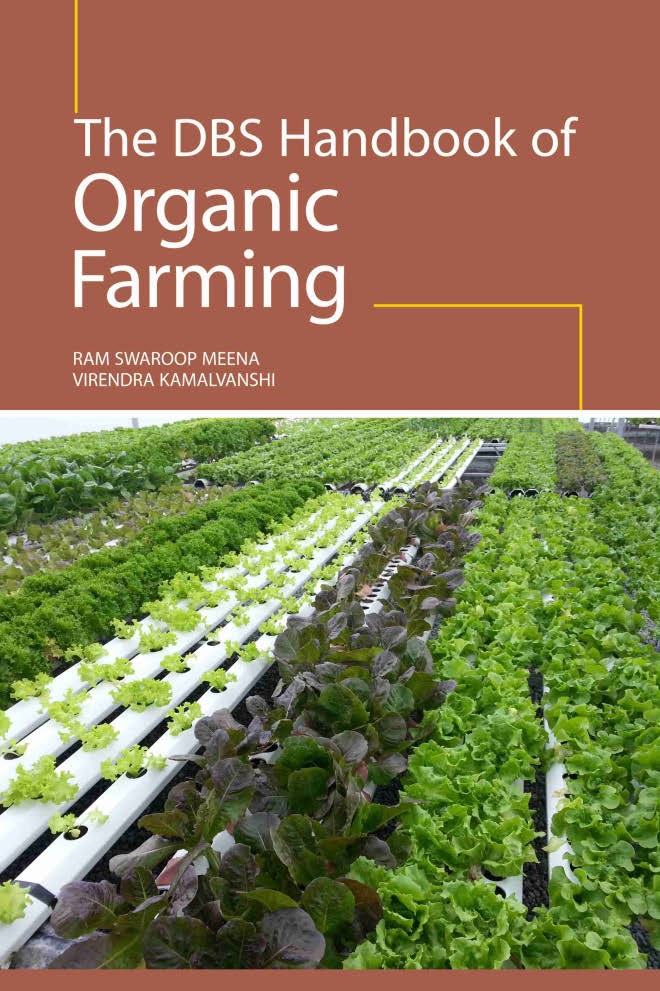 The DBS Handbook of
Organic
Farming
RAM SWAROOP MEENA
VIRENDRA KAMALVANSHI